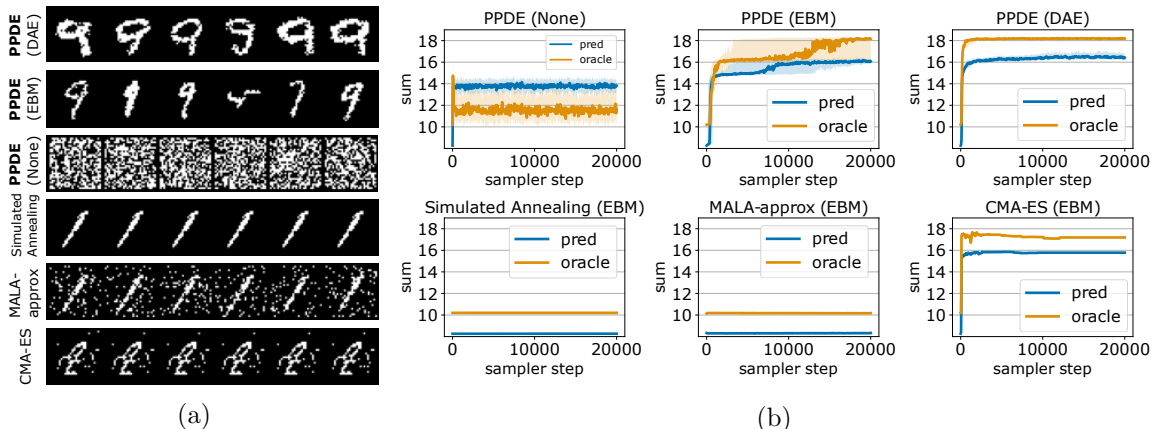 PPDE
(DAE)
PPDE
(EBM)
PPDE
(None)
Simulated
Annealing
MALA-
approx
CMA-ES
(a)
PPDE (None)
sum
18
16
14
12
10
pred
oracle
0
10000
20000
sampler step
PPDE (EBM)
sum
18
16
14
12
10
pred
oracle
0
10000
20000
sampler step
PPDE (DAE)
sum
18
16
14
12
10
pred
oracle
0
10000
20000
sampler step
Simulated Annealing (EBM)
sum
18
16
14
12
10
pred
oracle
0
10000
20000
sampler step
MALA-approx (EBM)
sum
18
16
14
12
10
pred
oracle
0
10000
20000
sampler step
CMA-ES (EBM)
sum
18
16
14
12
10
pred
oracle
0
10000
20000
sampler step
(b)